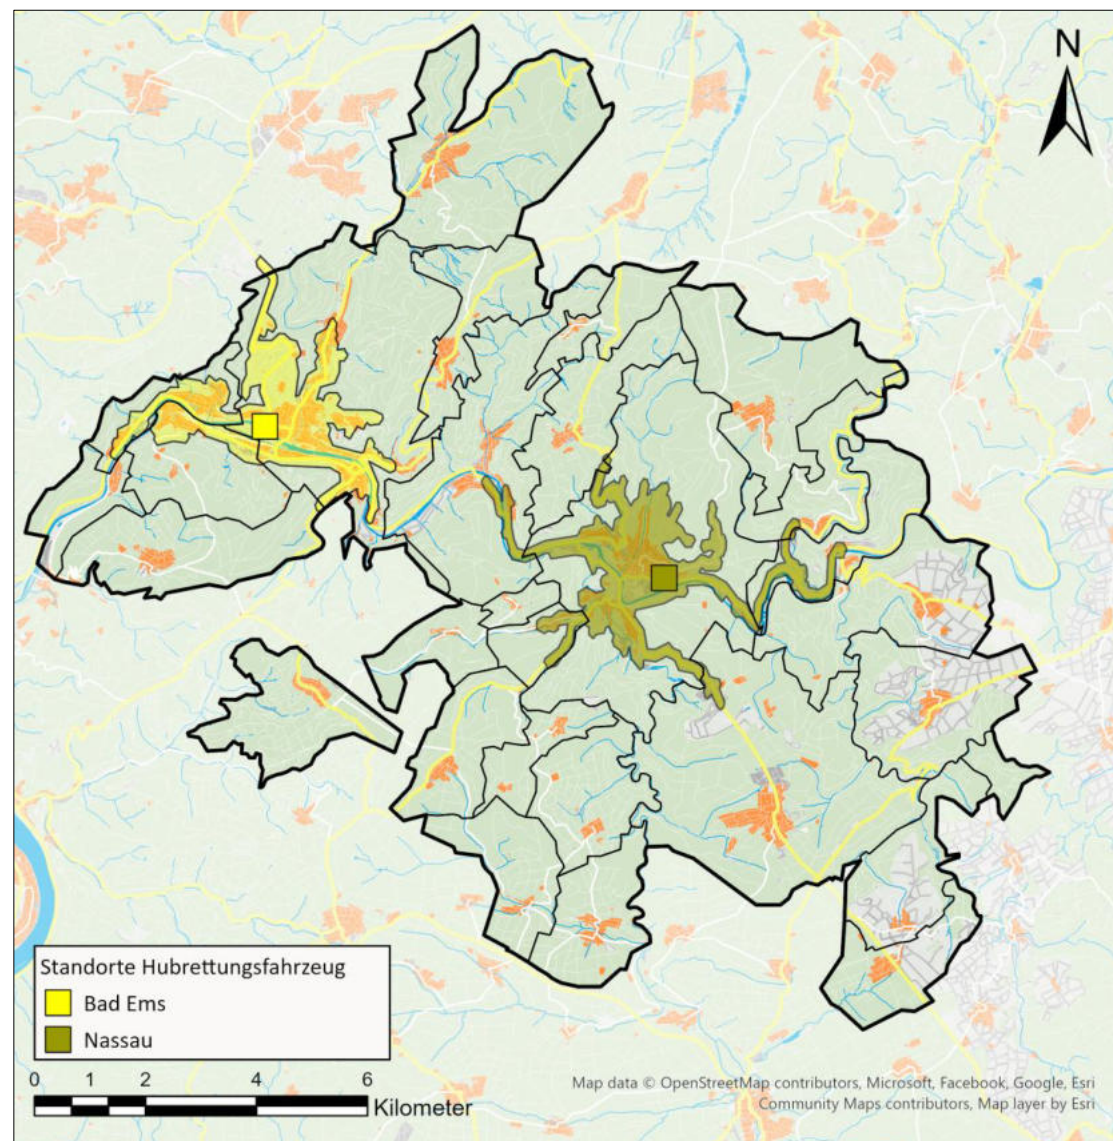 N
Standorte Hubrettungsfahrzeug
Bad Ems
Nassau
0 1 2 4 6
Kilometer
Map data © OpenStreetMap contributors, Microsoft, Facebook, Google, Esri
Community Maps contributors, Map layer by Esri